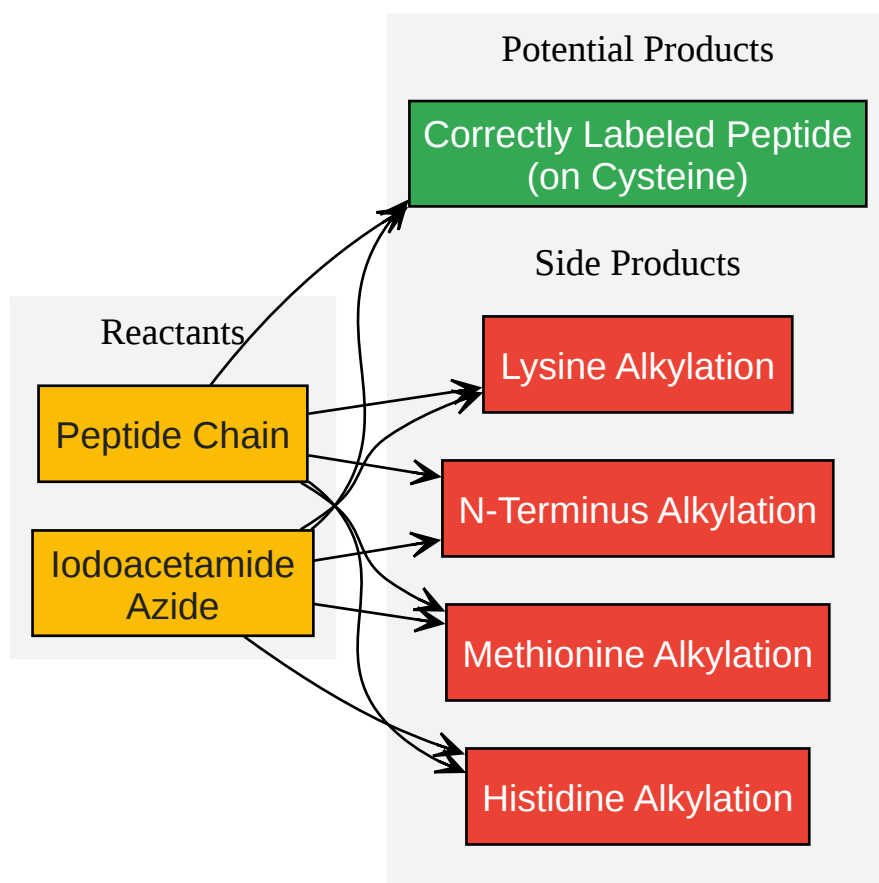 Potential Products
Correctly Labeled Peptide
(on Cysteine)
Side Products
Reactants
Lysine Alkylation
Peptide Chain
N-Terminus Alkylation
Iodoacetamide
Azide
Methionine Alkylation
Histidine Alkylation